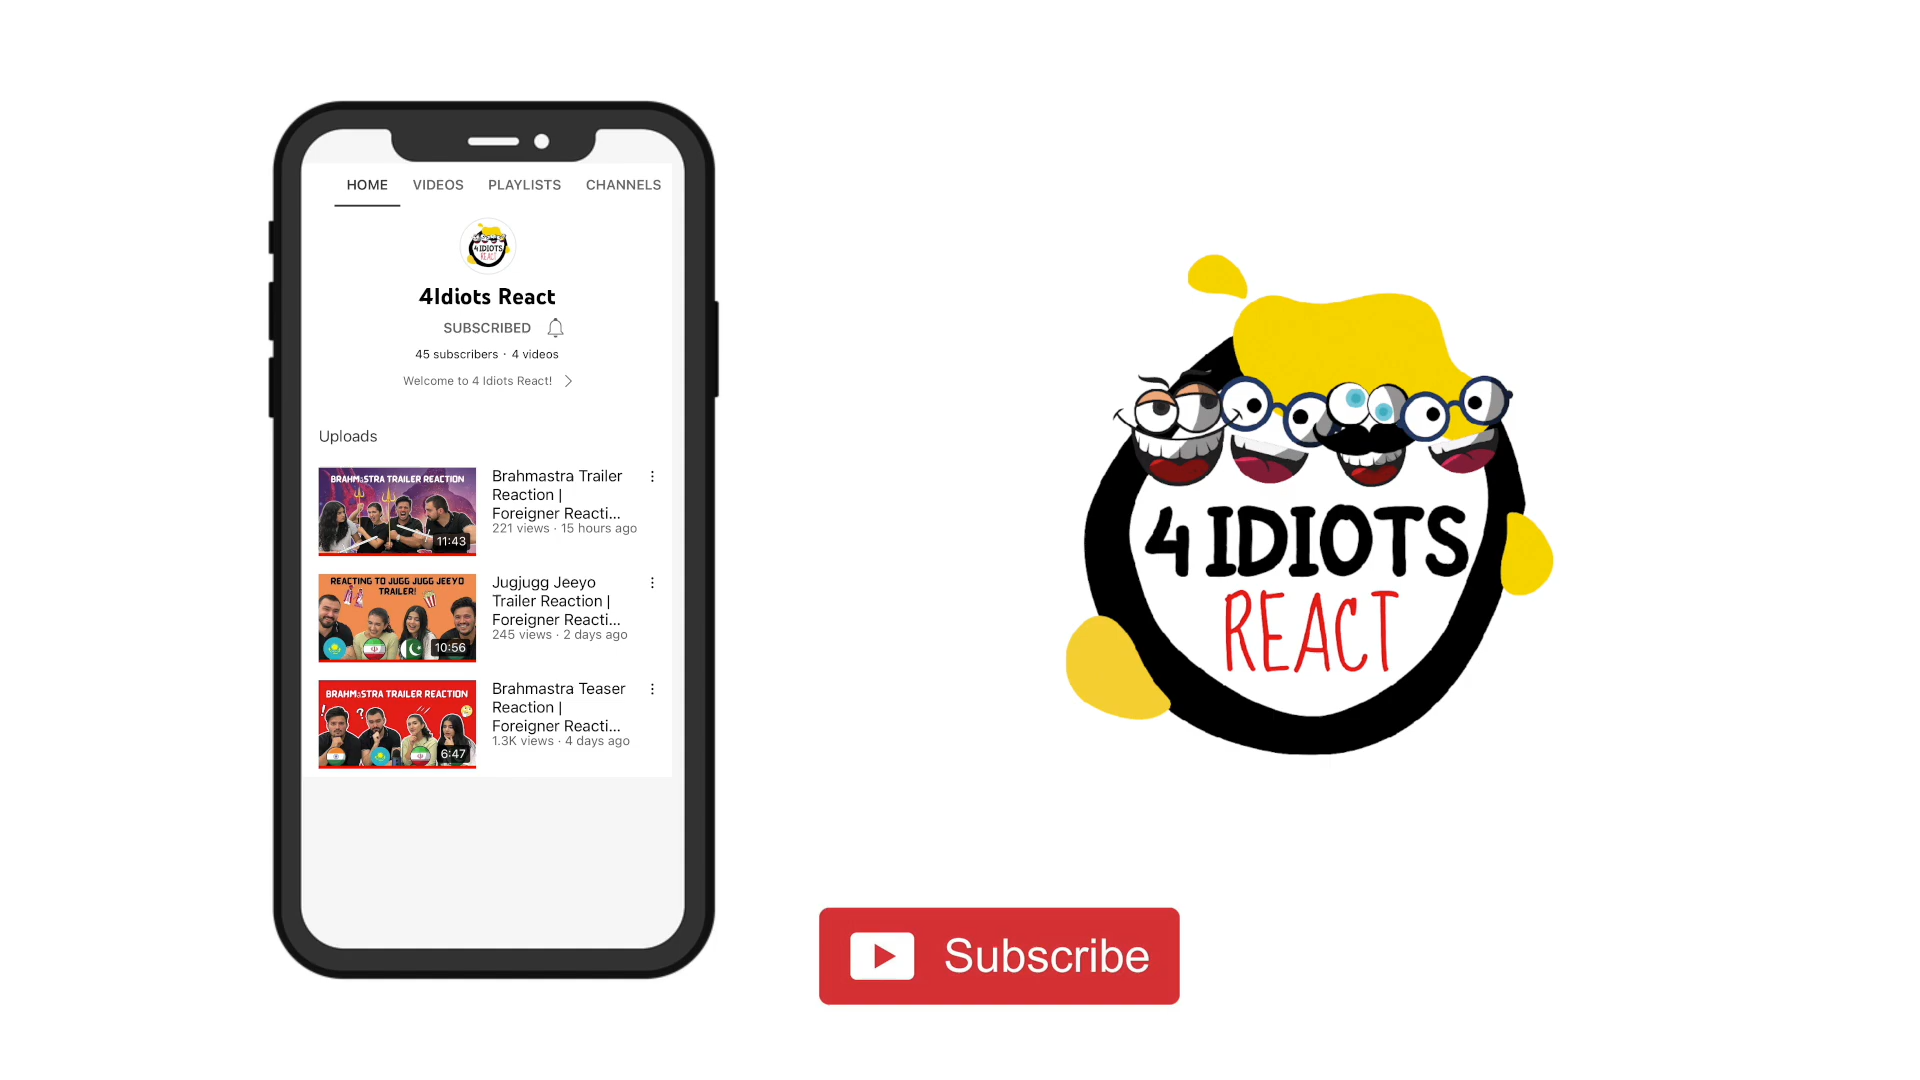 HOME VIDEOS PLAYLISTS CHANNELS
4 IDIOTS
REACT
4Idiots React
SUBSCRIBED
45 subscribers · 4 videos
Welcome to 4 Idiots React!
Uploads
BRAHMaSTRA TRAILER REACTION
11:43
Brahmastra Trailer
Reaction |
Foreigner Reacti...
221 views · 15 hours ago
REACTING TO JUGG JUGG JEEYO
TRAILER!
10:56
Jugjugg Jeeyo
Trailer Reaction |
Foreigner Reacti...
245 views · 2 days ago
BRAHMaSTRA TRAILER REACTION
6:47
Brahmastra Teaser
Reaction |
Foreigner Reacti...
1.3K views · 4 days ago
4 IDIOTS
REACT
Subscribe